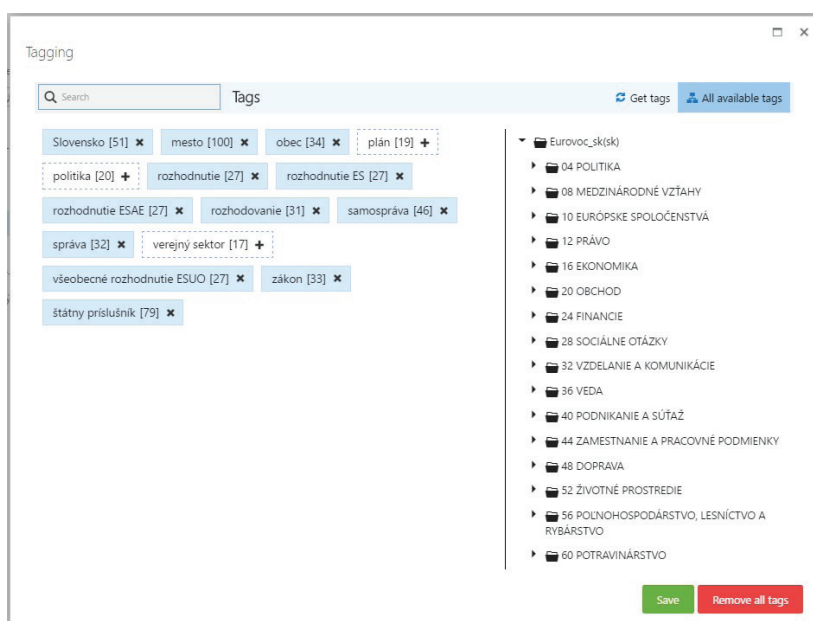 Tagging
Search
Tags
Get tags
All available tags
Slovensko [51] ✖ mesto [100] ✖ obec [34] ✖ plán [19] +
politika [20] + rozhodnutie [27] ✖ rozhodnutie ES [27] ✖
rozhodnutie ESAE [27] ✖ rozhodovanie [31] ✖ samospráva [46] ✖
správa [32] ✖ verejný sektor [17] +
všeobecné rozhodnutie ESUO [27] ✖ zákon [33] ✖
štátny príslušník [79] ✖
Eurovoc_sk(sk)
04 POLITIKA
08 MEDZINÁRODNÉ VZŤAHY
10 EURÓPSKE SPOLOČENSTVÁ
12 PRÁVO
16 EKONOMIKA
20 OBCHOD
24 FINANCIE
28 SOCIÁLNE OTÁZKY
32 VZDELANIE A KOMUNIKÁCIE
36 VEDA
40 PODNIKANIE A SÚŤAŽ
44 ZAMESTNANIE A PRACOVNÉ PODMIENKY
48 DOPRAVA
52 ŽIVOTNÉ PROSTREDIE
56 POĽNOHOSPODÁRSTVO, LESNÍCTVO A
RYBÁRSTVO
60 POTRAVINÁRSTVO
Save
Remove all tags